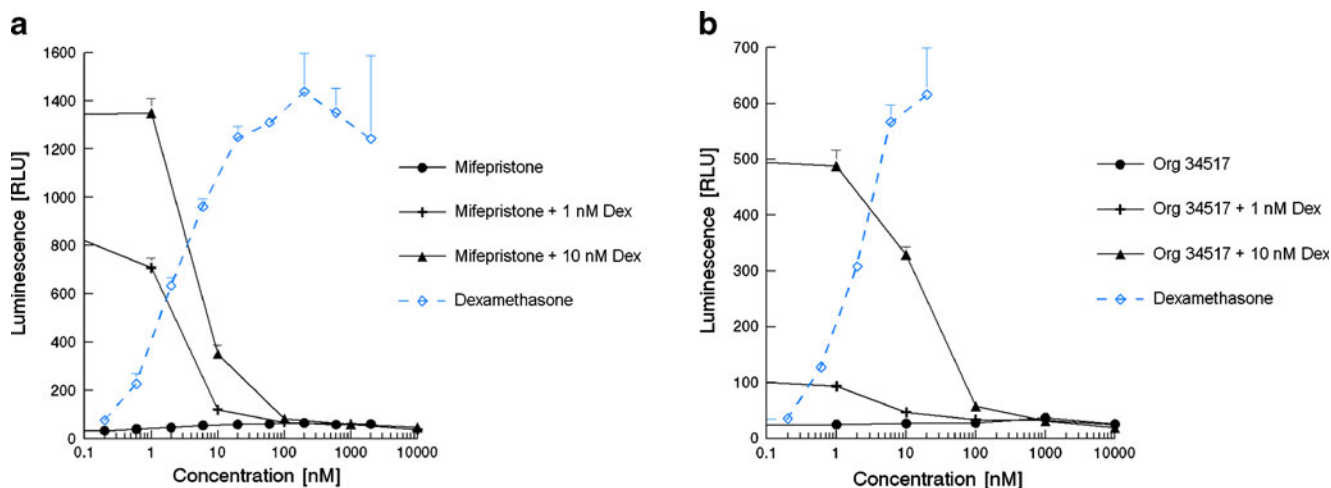 a
1600
1400
1200
1000
800
600
400
200
0
Luminescence [RLU]
0.1 1 10 100 1000 10000
Concentration [nM]
Mifepristone
Mifepristone + 1 nM Dex
Mifepristone + 10 nM Dex
Dexamethasone
b
700
600
500
400
300
200
100
0
Luminescence [RLU]
0.1 1 10 100 1000 10000
Concentration [nM]
Org 34517
Org 34517 + 1 nM Dex
Org 34517 + 10 nM Dex
Dexamethasone